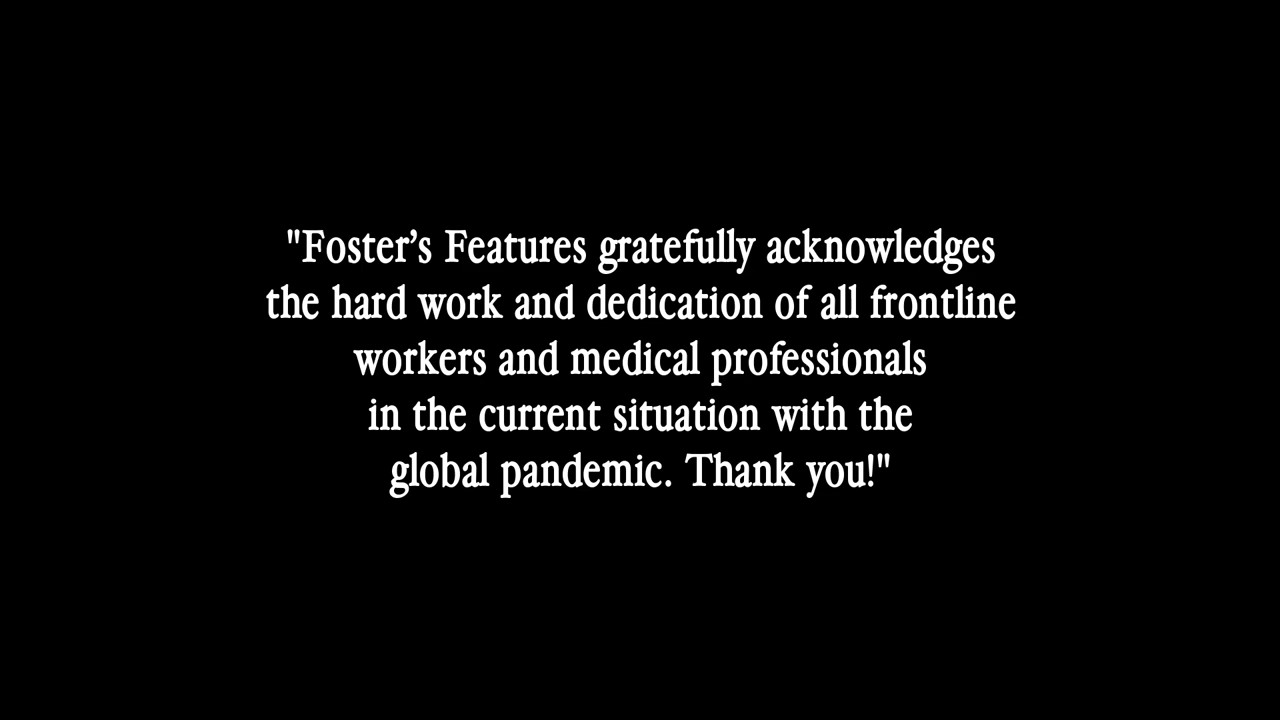 "Foster’s Features gratefully acknowledges
the hard work and dedication of all frontline
workers and medical professionals
in the current situation with the
global pandemic. Thank you!"